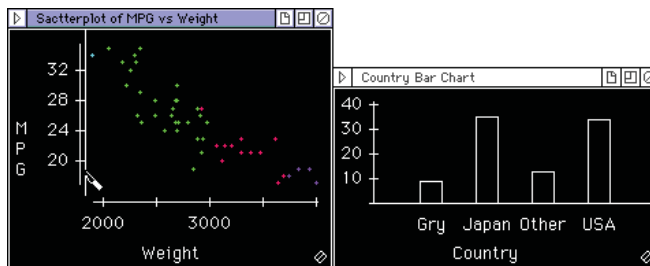 Sactterplot of MPG vs Weight
32
28
24
20
M
P
G
2000 3000
Weight
Country Bar Chart
40
30
20
10
Gry Japan Other USA
Country